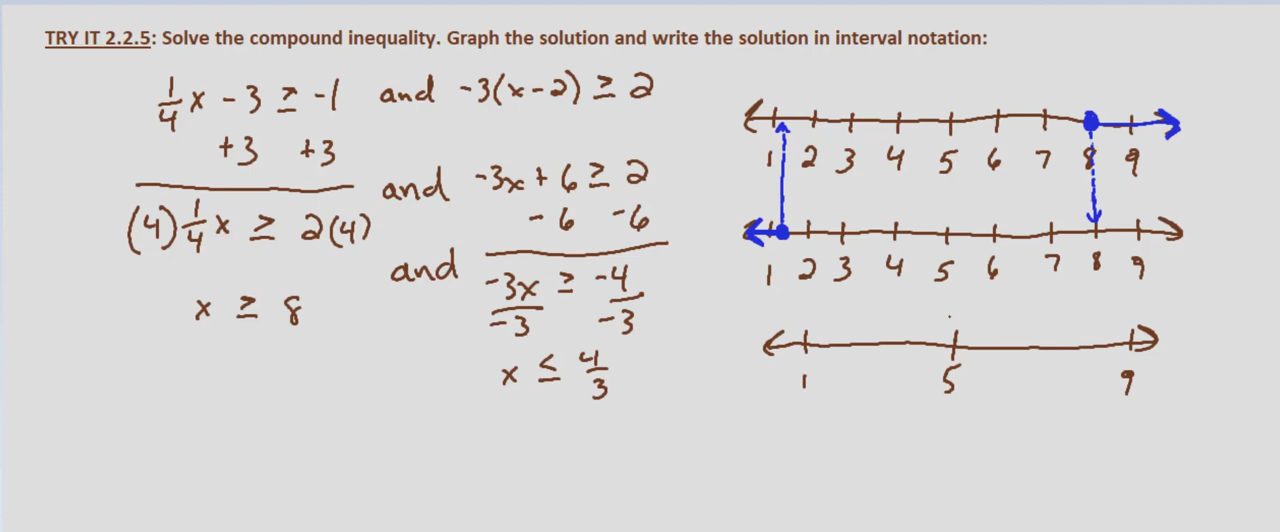 TRY IT 2.2.5: Solve the compound inequality. Graph the solution and write the solution in interval notation:
1/4 x - 3 ≥ -1 and -3(x-2) ≥ 2
+3 +3
and -3x + 6 ≥ 2
- 6 - 6
(4) 1/4 x ≥ 2(4)
and -3x/-3 ≥ -4/-3
x ≥ 8
x ≤ 4/3
1 2 3 4 5 6 7 8 9
1 2 3 4 5 6 7 8 9
1 5 9